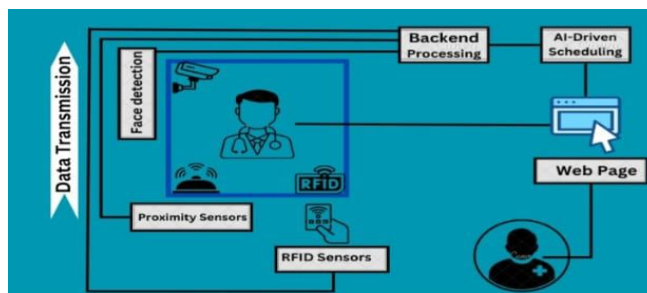 Backend
Processing
AI-Driven
Scheduling
Data Transmission
Face detection
RFID
Web Page
Proximity Sensors
RFID Sensors